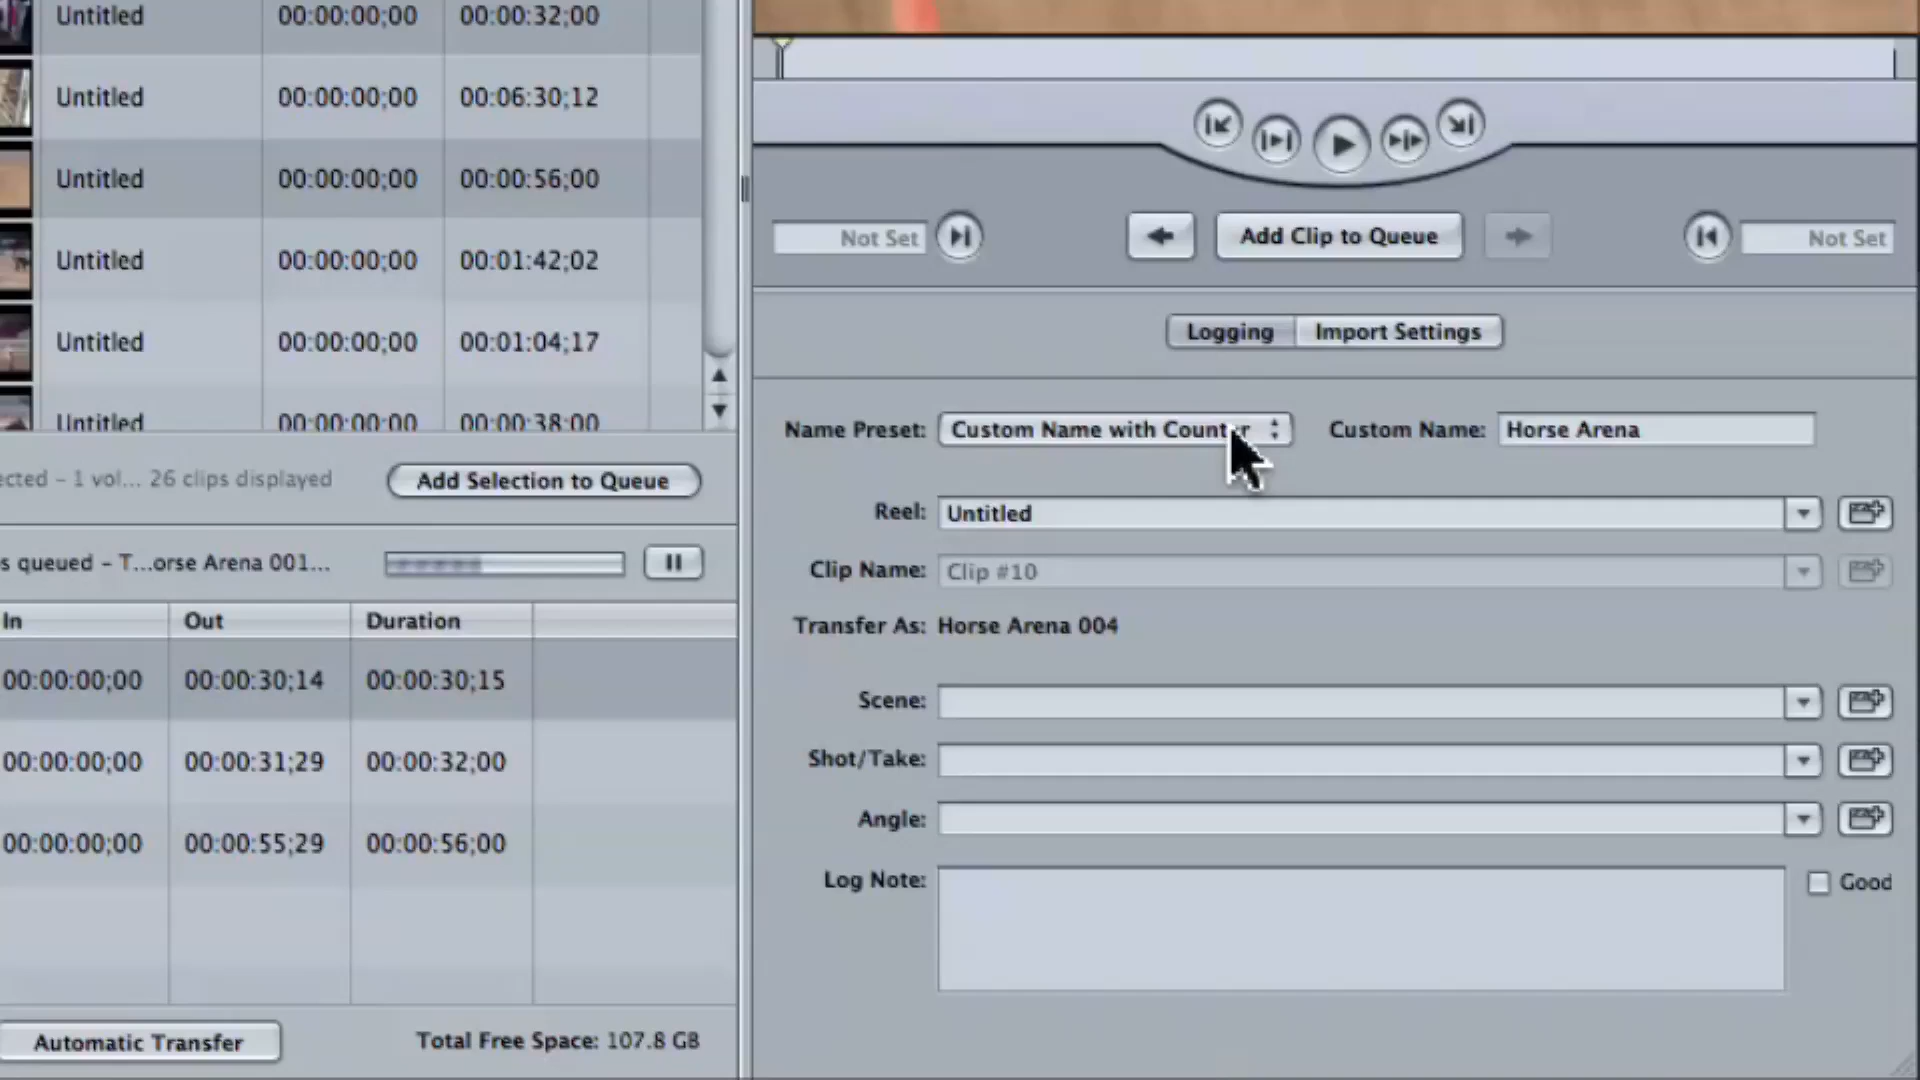 Untitled 00:00:00;00 00:00:32;00
Untitled 00:00:00;00 00:06:30;12
Untitled 00:00:00;00 00:00:56;00
Untitled 00:00:00;00 00:01:42;02
Untitled 00:00:00;00 00:01:04;17
Untitled 00:00:00;00 00:00:38;00
ected – 1 vol... 26 clips displayed Add Selection to Queue
s queued – T...orse Arena 001...
In Out Duration
00:00:00;00 00:00:30;14 00:00:30;15
00:00:00;00 00:00:31;29 00:00:32;00
00:00:00;00 00:00:55;29 00:00:56;00
Automatic Transfer Total Free Space: 107.8 GB
Not Set Add Clip to Queue Not Set
Logging Import Settings
Name Preset: Custom Name with Counter Custom Name: Horse Arena
Reel: Untitled
Clip Name: Clip #10
Transfer As: Horse Arena 004
Scene:
Shot/Take:
Angle:
Log Note: Good